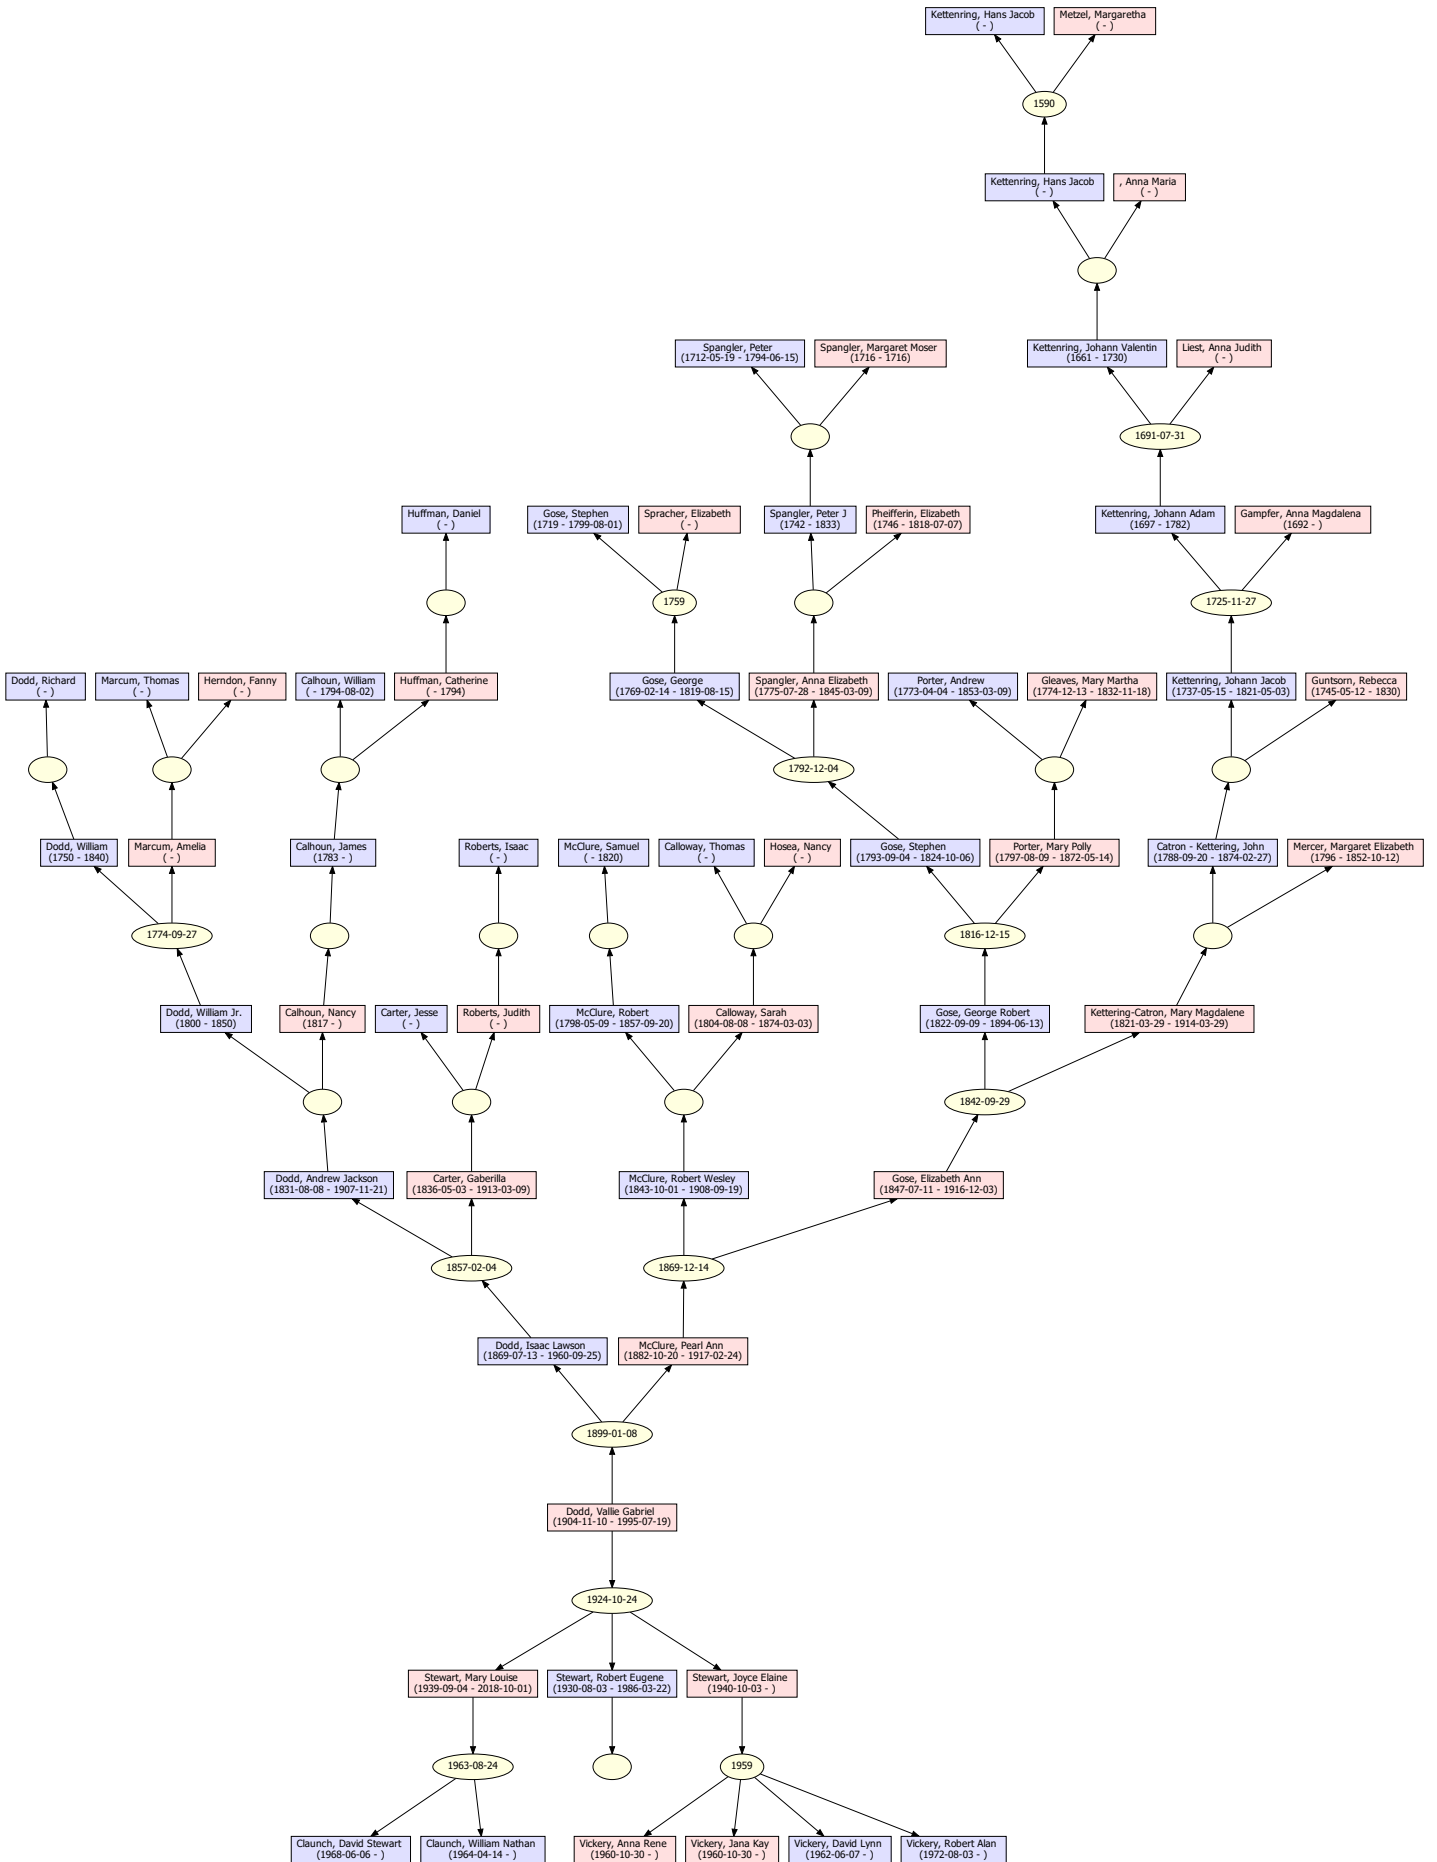 Kettenring, Hans Jacob
( - )
Metzel, Margaretha
( - )
1590
Kettenring, Hans Jacob
( - )
, Anna Maria
( - )
Spangler, Peter
(1712-05-19 - 1794-06-15)
Spangler, Margaret Moser
(1716 - 1716)
Kettenring, Johann Valentin
(1661 - 1730)
Liest, Anna Judith
( - )
1691-07-31
Huffman, Daniel
( - )
Gose, Stephen
(1719 - 1799-08-01)
Spracher, Elizabeth
( - )
Spangler, Peter J
(1742 - 1833)
Pheifferin, Elizabeth
(1746 - 1818-07-07)
Kettenring, Johann Adam
(1697 - 1782)
Gampfer, Anna Magdalena
(1692 - )
1759
1725-11-27
Dodd, Richard
( - )
Marcum, Thomas
( - )
Herndon, Fanny
( - )
Calhoun, William
( - 1794-08-02)
Huffman, Catherine
( - 1794)
Gose, George
(1769-02-14 - 1819-08-15)
Spangler, Anna Elizabeth
(1775-07-28 - 1845-03-09)
Porter, Andrew
(1773-04-04 - 1853-03-09)
Gleaves, Mary Martha
(1774-12-13 - 1832-11-18)
Kettenring, Johann Jacob
(1737-05-15 - 1821-05-03)
Guntsorn, Rebecca
(1745-05-12 - 1830)
1792-12-04
Dodd, William
(1750 - 1840)
Marcum, Amelia
( - )
Calhoun, James
(1783 - )
Roberts, Isaac
( - )
McClure, Samuel
( - 1820)
Calloway, Thomas
( - )
Hosea, Nancy
( - )
Gose, Stephen
(1793-09-04 - 1824-10-06)
Porter, Mary Polly
(1797-08-09 - 1872-05-14)
Catron - Kettering, John
(1788-09-20 - 1874-02-27)
Mercer, Margaret Elizabeth
(1796 - 1852-10-12)
1774-09-27
1816-12-15
Dodd, William Jr.
(1800 - 1850)
Calhoun, Nancy
(1817 - )
Carter, Jesse
( - )
Roberts, Judith
( - )
McClure, Robert
(1798-05-09 - 1857-09-20)
Calloway, Sarah
(1804-08-08 - 1874-03-03)
Gose, George Robert
(1822-09-09 - 1894-06-13)
Kettering-Catron, Mary Magdalene
(1821-03-29 - 1914-03-29)
1842-09-29
Dodd, Andrew Jackson
(1831-08-08 - 1907-11-21)
Carter, Gaberilla
(1836-05-03 - 1913-03-09)
McClure, Robert Wesley
(1843-10-01 - 1908-09-19)
Gose, Elizabeth Ann
(1847-07-11 - 1916-12-03)
1857-02-04
1869-12-14
Dodd, Isaac Lawson
(1869-07-13 - 1960-09-25)
McClure, Pearl Ann
(1882-10-20 - 1917-02-24)
1899-01-08
Dodd, Vallie Gabriel
(1904-11-10 - 1995-07-19)
1924-10-24
Stewart, Mary Louise
(1939-09-04 - 2018-10-01)
Stewart, Robert Eugene
(1930-08-03 - 1986-03-22)
Stewart, Joyce Elaine
(1940-10-03 - )
1963-08-24
1959
Claunch, David Stewart
(1968-06-06 - )
Claunch, William Nathan
(1964-04-14 - )
Vickery, Anna Rene
(1960-10-30 - )
Vickery, Jana Kay
(1960-10-30 - )
Vickery, David Lynn
(1962-06-07 - )
Vickery, Robert Alan
(1972-08-03 - )